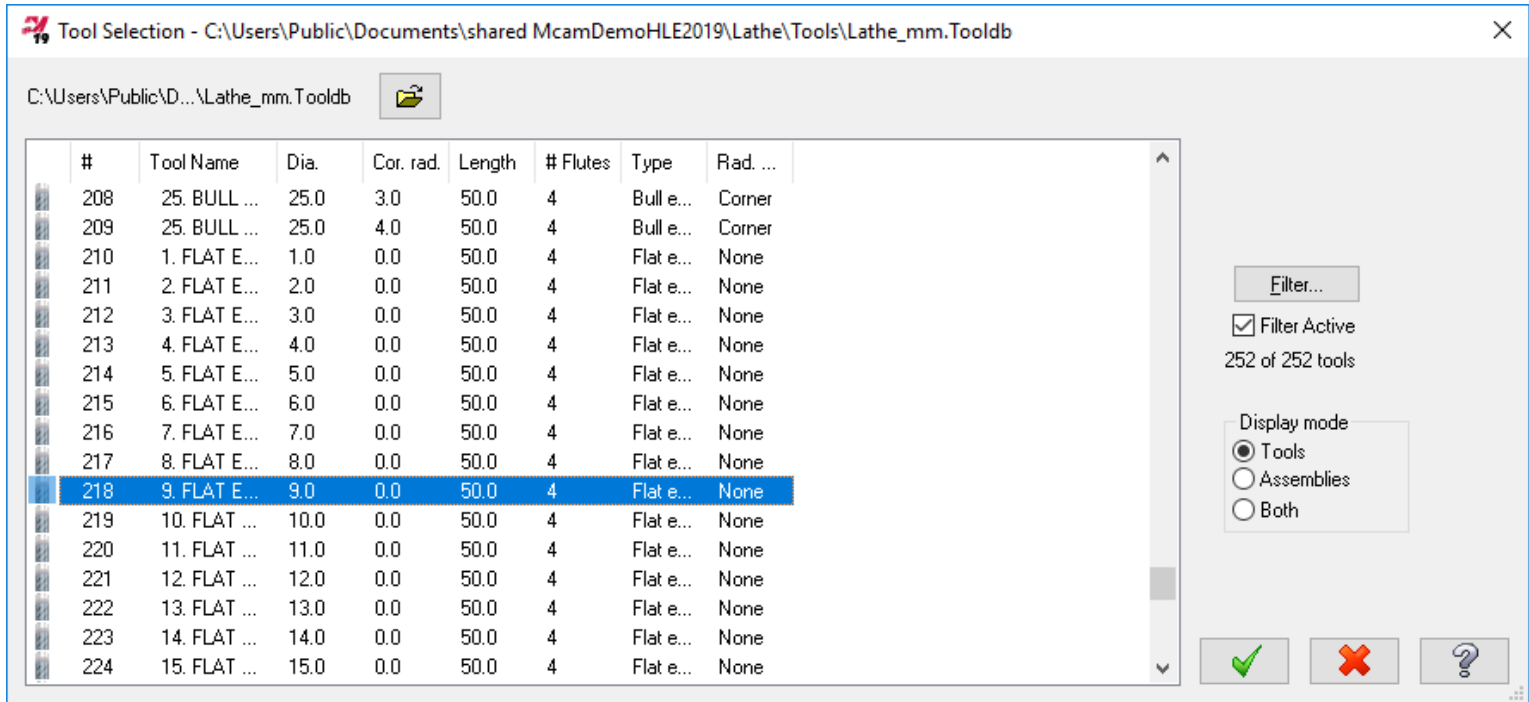 19 Tool Selection - C:\Users\Public\Documents\shared McamDemoHLE2019\Lathe\Tools\Lathe_mm.Tooldb
C:\Users\Public\D...\Lathe_mm.Tooldb
# Tool Name Dia. Cor. rad. Length # Flutes Type Rad. ...
208 25. BULL ... 25.0 3.0 50.0 4 Bull e... Corner
209 25. BULL ... 25.0 4.0 50.0 4 Bull e... Corner
210 1. FLAT E... 1.0 0.0 50.0 4 Flat e... None
211 2. FLAT E... 2.0 0.0 50.0 4 Flat e... None
212 3. FLAT E... 3.0 0.0 50.0 4 Flat e... None
213 4. FLAT E... 4.0 0.0 50.0 4 Flat e... None
214 5. FLAT E... 5.0 0.0 50.0 4 Flat e... None
215 6. FLAT E... 6.0 0.0 50.0 4 Flat e... None
216 7. FLAT E... 7.0 0.0 50.0 4 Flat e... None
217 8. FLAT E... 8.0 0.0 50.0 4 Flat e... None
218 9. FLAT E... 9.0 0.0 50.0 4 Flat e... None
219 10. FLAT ... 10.0 0.0 50.0 4 Flat e... None
220 11. FLAT ... 11.0 0.0 50.0 4 Flat e... None
221 12. FLAT ... 12.0 0.0 50.0 4 Flat e... None
222 13. FLAT ... 13.0 0.0 50.0 4 Flat e... None
223 14. FLAT ... 14.0 0.0 50.0 4 Flat e... None
224 15. FLAT ... 15.0 0.0 50.0 4 Flat e... None
Filter...
Filter Active
252 of 252 tools
Display mode
Tools
Assemblies
Both
?